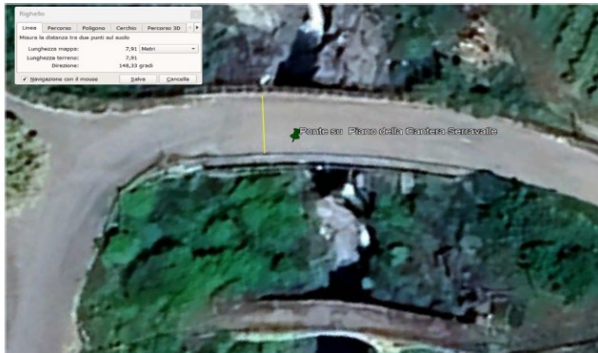 Righello
Linea Percorso Poligono Cerchio Percorso 3D
Misura la distanza tra due punti sul suolo
Lunghezza mappa: 7,91 Metri
Lunghezza terreno: 7,91
Direzione: 148,33 gradi
Navigazione con il mouse Salva Cancella
Ponte su Piano della Cantera Serravalle